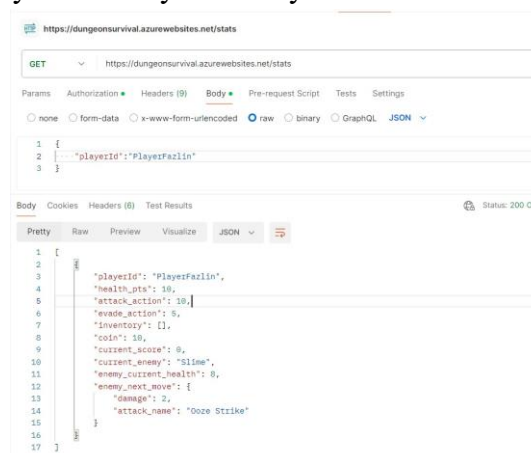 https://dungeonsurvival.azurewebsites.net/stats
GET https://dungeonsurvival.azurewebsites.net/stats
Params Authorization Headers (9) Body Pre-request Script Tests Settings
none form-data x-www-form-urlencoded raw binary GraphQL JSON
1 {
2 "playerId":"PlayerFazlin"
3 }
Body Cookies Headers (6) Test Results Status: 200 O
Pretty Raw Preview Visualize JSON
1 [
2 {
3 "playerId": "PlayerFazlin",
4 "health_pts": 10,
5 "attack_action": 10,
6 "evade_action": 5,
7 "inventory": [],
8 "coin": 10,
9 "current_score": 0,
10 "current_enemy": "Slime",
11 "enemy_current_health": 8,
12 "enemy_next_move": {
13 "damage": 2,
14 "attack_name": "Ooze Strike"
15 }
16 }
17 ]